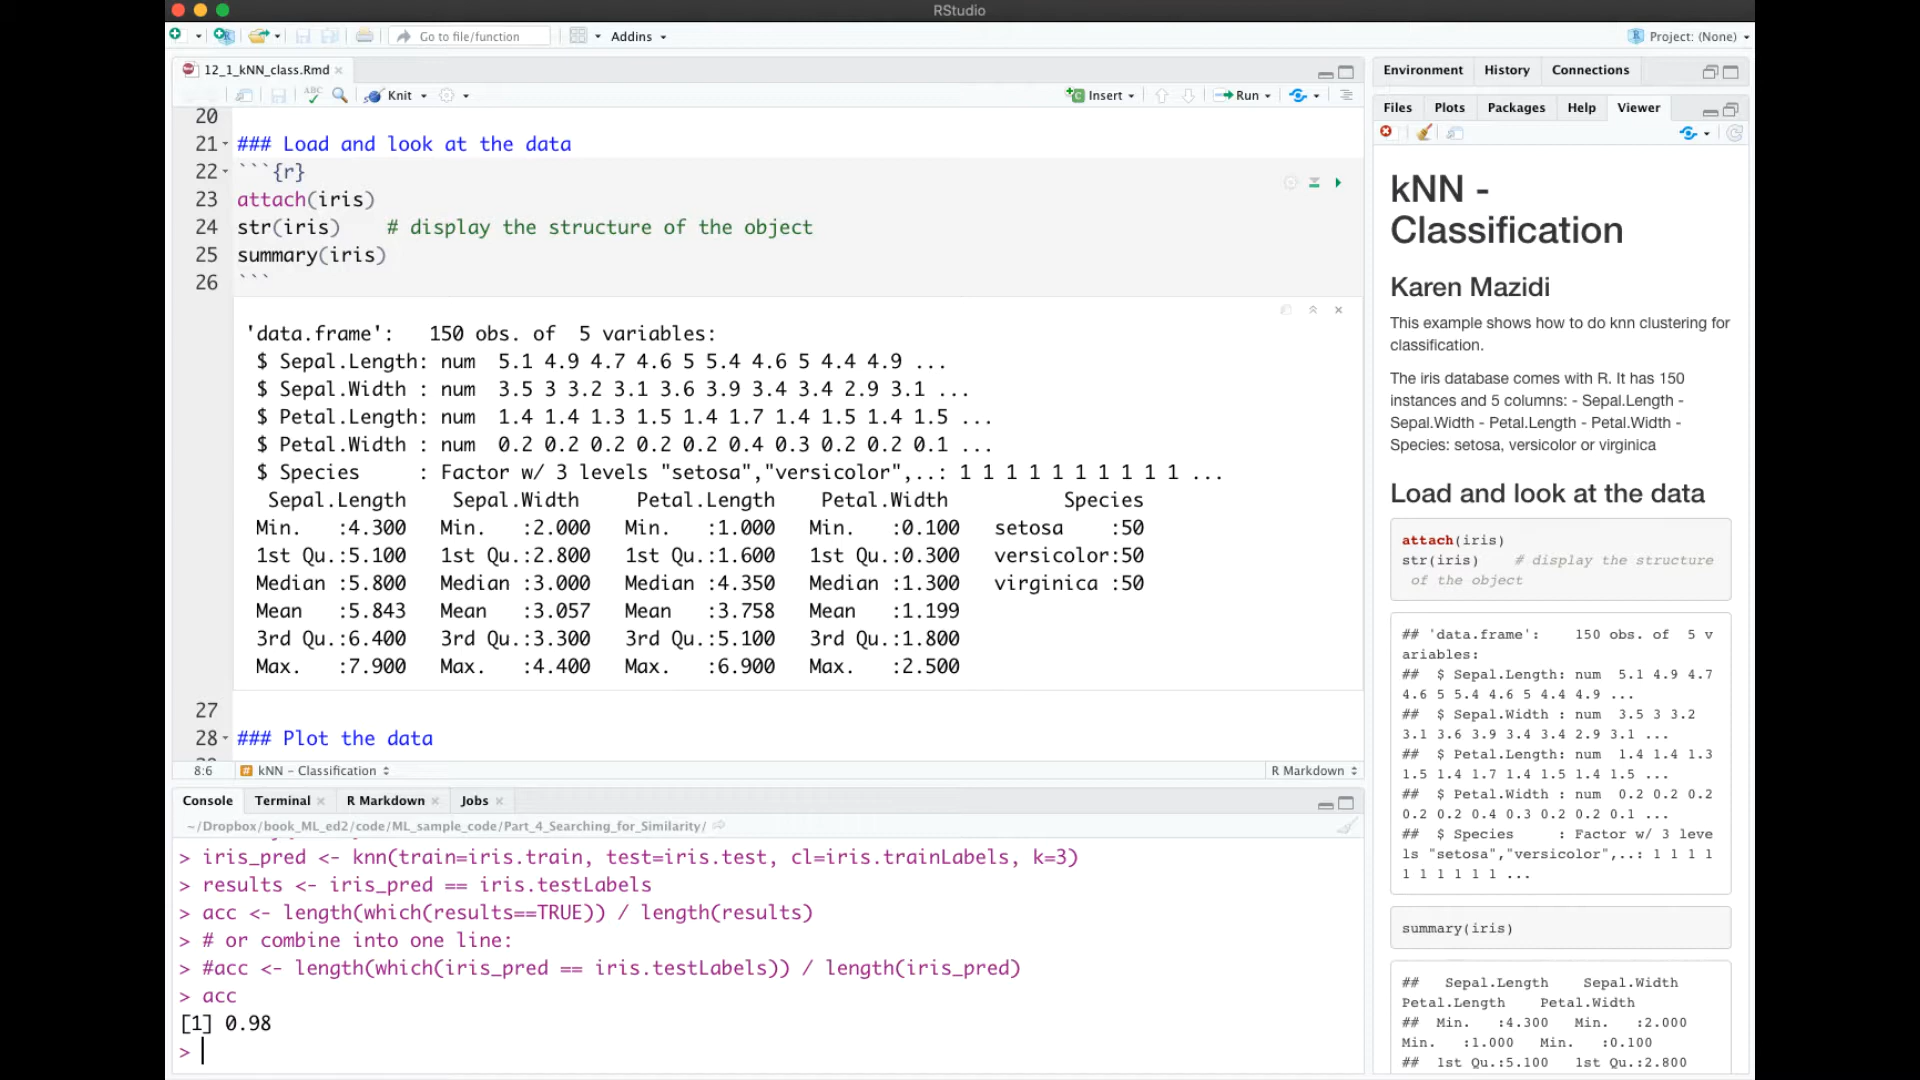 RStudio
Go to file/function
Addins
Project: (None)
12_1_kNN_class.Rmd
ABC
Knit
Insert
Run
20
21 ### Load and look at the data
22 ```{r}
23 attach(iris)
24 str(iris)    # display the structure of the object
25 summary(iris)
26 ```
'data.frame':   150 obs. of  5 variables:
$ Sepal.Length: num  5.1 4.9 4.7 4.6 5 5.4 4.6 5 4.4 4.9 ...
$ Sepal.Width : num  3.5 3 3.2 3.1 3.6 3.9 3.4 3.4 2.9 3.1 ...
$ Petal.Length: num  1.4 1.4 1.3 1.5 1.4 1.7 1.4 1.5 1.4 1.5 ...
$ Petal.Width : num  0.2 0.2 0.2 0.2 0.2 0.4 0.3 0.2 0.2 0.1 ...
$ Species     : Factor w/ 3 levels "setosa","versicolor",..: 1 1 1 1 1 1 1 1 1 1 ...
Sepal.Length    Sepal.Width     Petal.Length    Petal.Width          Species
Min.   :4.300   Min.   :2.000   Min.   :1.000   Min.   :0.100   setosa    :50
1st Qu.:5.100   1st Qu.:2.800   1st Qu.:1.600   1st Qu.:0.300   versicolor:50
Median :5.800   Median :3.000   Median :4.350   Median :1.300   virginica :50
Mean   :5.843   Mean   :3.057   Mean   :3.758   Mean   :1.199
3rd Qu.:6.400   3rd Qu.:3.300   3rd Qu.:5.100   3rd Qu.:1.800
Max.   :7.900   Max.   :4.400   Max.   :6.900   Max.   :2.500
27
28 ### Plot the data
8:6 # kNN - Classification
R Markdown
Console Terminal R Markdown Jobs
~/Dropbox/book_ML_ed2/code/ML_sample_code/Part_4_Searching_for_Similarity/
> iris_pred <- knn(train=iris.train, test=iris.test, cl=iris.trainLabels, k=3)
> results <- iris_pred == iris.testLabels
> acc <- length(which(results==TRUE)) / length(results)
> # or combine into one line:
> #acc <- length(which(iris_pred == iris.testLabels)) / length(iris_pred)
> acc
[1] 0.98
>
Environment History Connections
Files Plots Packages Help Viewer
kNN -
Classification
Karen Mazidi
This example shows how to do knn clustering for
classification.
The iris database comes with R. It has 150
instances and 5 columns: - Sepal.Length -
Sepal.Width - Petal.Length - Petal.Width -
Species: setosa, versicolor or virginica
Load and look at the data
attach(iris)
str(iris)    # display the structure
of the object
## 'data.frame':    150 obs. of  5 v
ariables:
##  $ Sepal.Length: num  5.1 4.9 4.7
4.6 5 5.4 4.6 5 4.4 4.9 ...
##  $ Sepal.Width : num  3.5 3 3.2
3.1 3.6 3.9 3.4 3.4 2.9 3.1 ...
##  $ Petal.Length: num  1.4 1.4 1.3
1.5 1.4 1.7 1.4 1.5 1.4 1.5 ...
##  $ Petal.Width : num  0.2 0.2 0.2
0.2 0.2 0.4 0.3 0.2 0.2 0.1 ...
##  $ Species     : Factor w/ 3 leve
ls "setosa","versicolor",..: 1 1 1 1
1 1 1 1 1 1 ...
summary(iris)
##   Sepal.Length    Sepal.Width
Petal.Length    Petal.Width
##  Min.   :4.300   Min.   :2.000
Min.   :1.000   Min.   :0.100
##  1st Qu.:5.100   1st Qu.:2.800